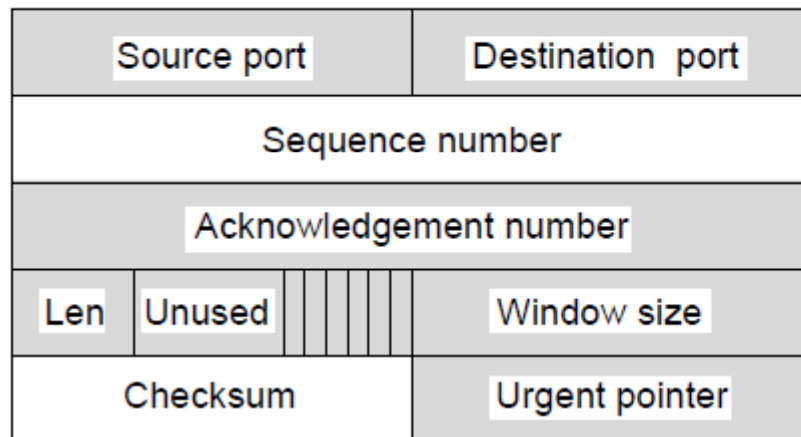 Source port Destination port
Sequence number
Acknowledgement number
Len Unused Window size
Checksum Urgent pointer